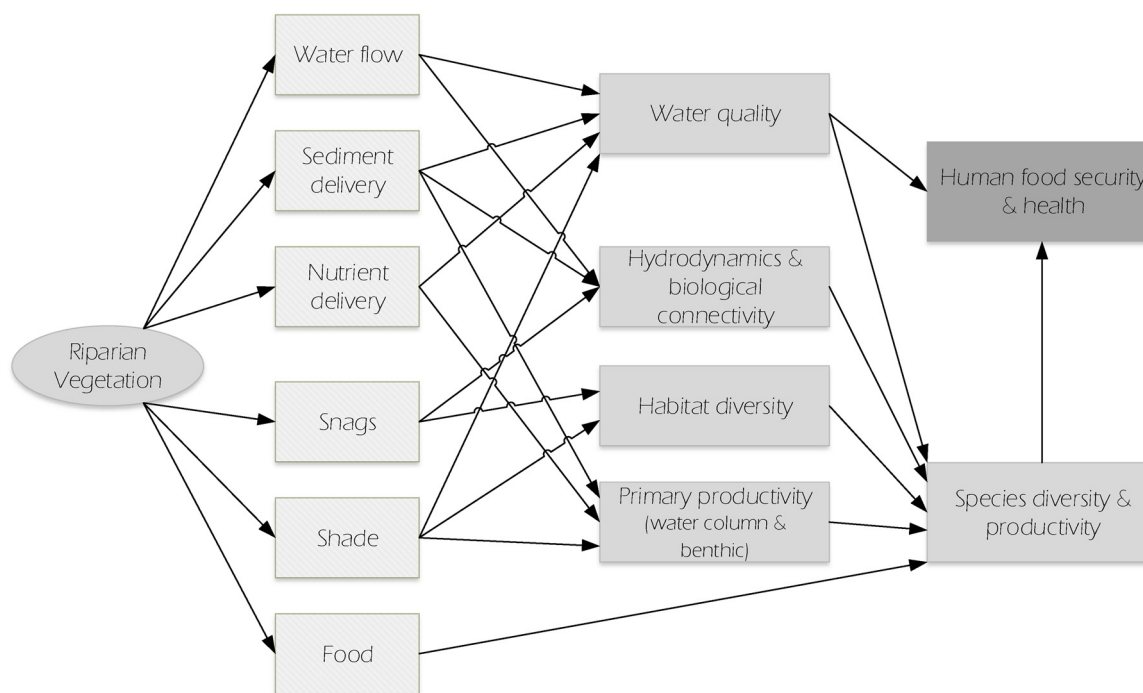 Water flow
Sediment
delivery
Nutrient
delivery
Riparian
Vegetation
Snags
Shade
Food
Water quality
Hydrodynamics &
biological
connectivity
Habitat diversity
Primary productivity
(water column &
benthic)
Human food security
& health
Species diversity &
productivity